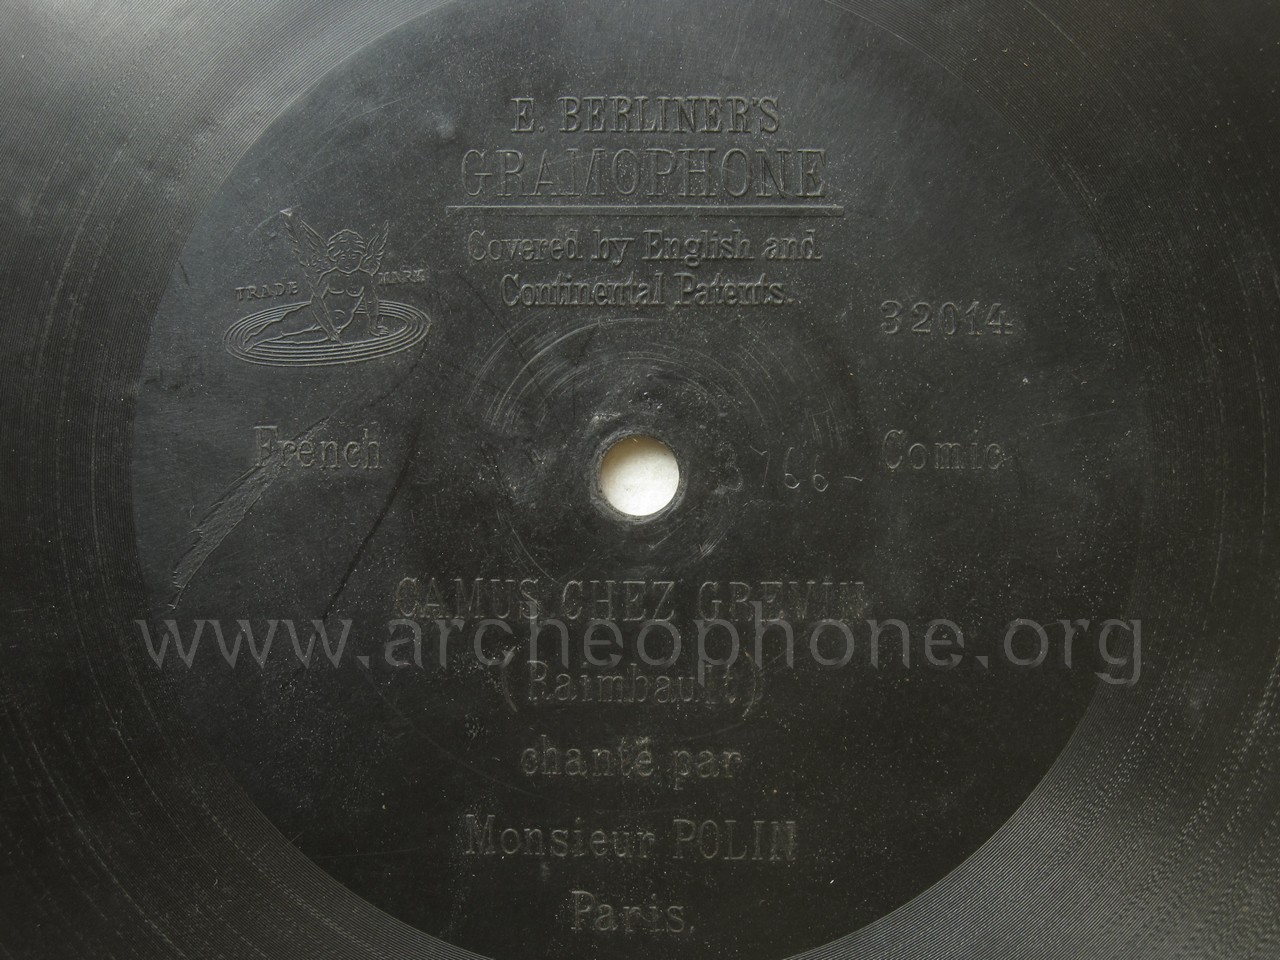 E. BERLINER'S
GRAMOPHONE
Covered by English and
Continental Patents.
TRADE MARK
32014
French
Comic
3766-
CAMUS CHEZ GREVIN
www.archeophone.org
(Raimbault)
chanté par
Monsieur POLIN
Paris.